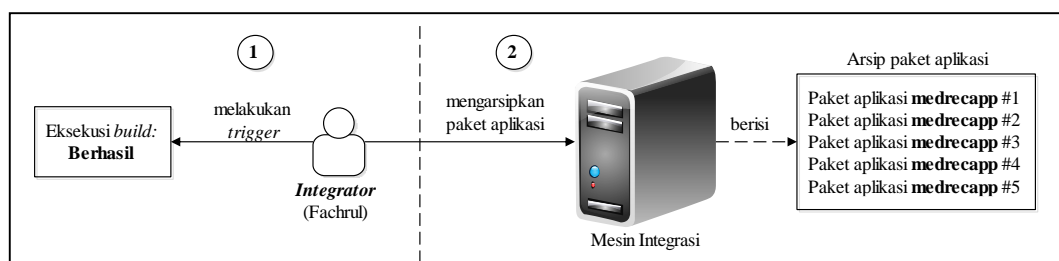 1
2
Eksekusi build:
Berhasil
melakukan
trigger
Integrator
(Fachrul)
mengarsipkan
paket aplikasi
Mesin Integrasi
berisi
Arsip paket aplikasi
Paket aplikasi medrecapp #1
Paket aplikasi medrecapp #2
Paket aplikasi medrecapp #3
Paket aplikasi medrecapp #4
Paket aplikasi medrecapp #5